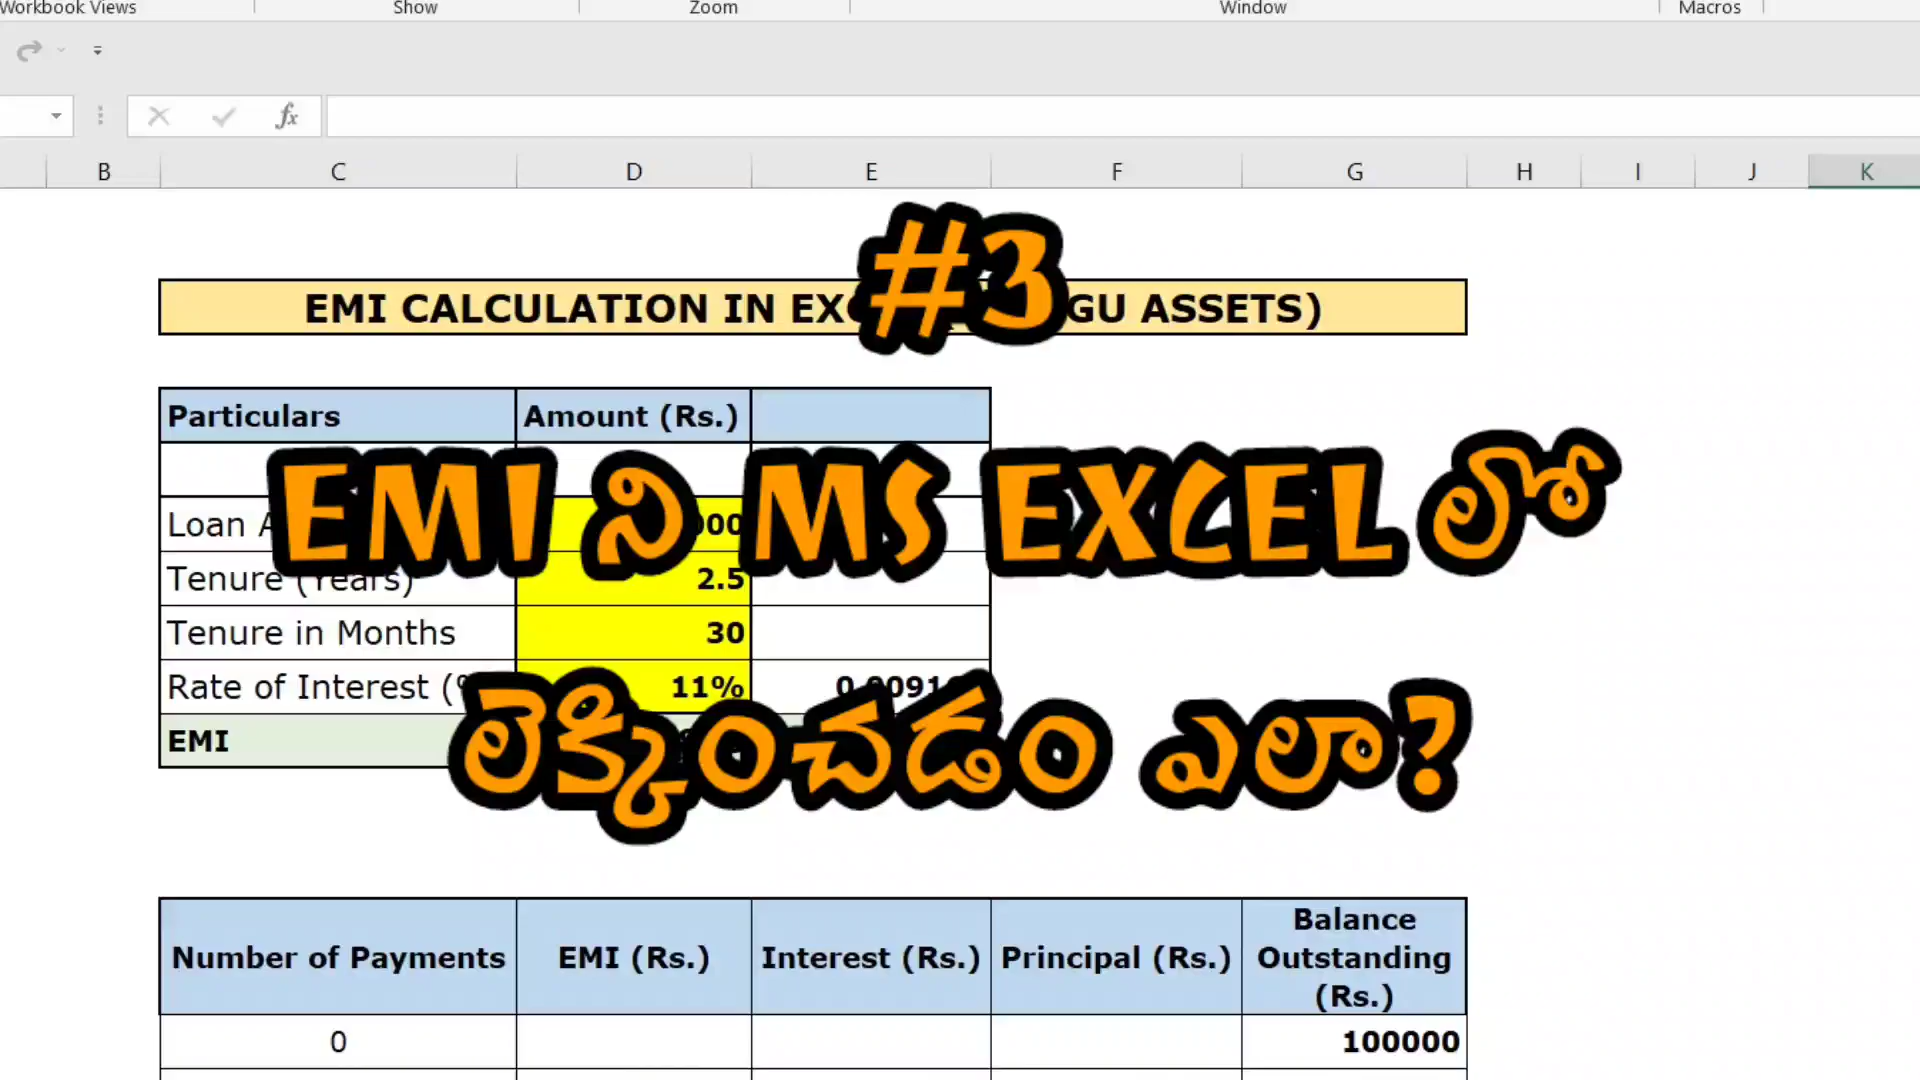 Workbook Views Show Zoom Window Macros
fx
B C D E F G H I J K
#3
EMI CALCULATION IN ASSETS)
Particulars Amount (Rs.)
EMI ని MS EXCEL లో
Loan
Tenure (Years) 2.5
Tenure in Months 30
Rate of Interest 11%
EMI
లెక్కించడం ఎలా?
Number of Payments EMI (Rs.) Interest (Rs.) Principal (Rs.) Balance
Outstanding
(Rs.)
0 100000